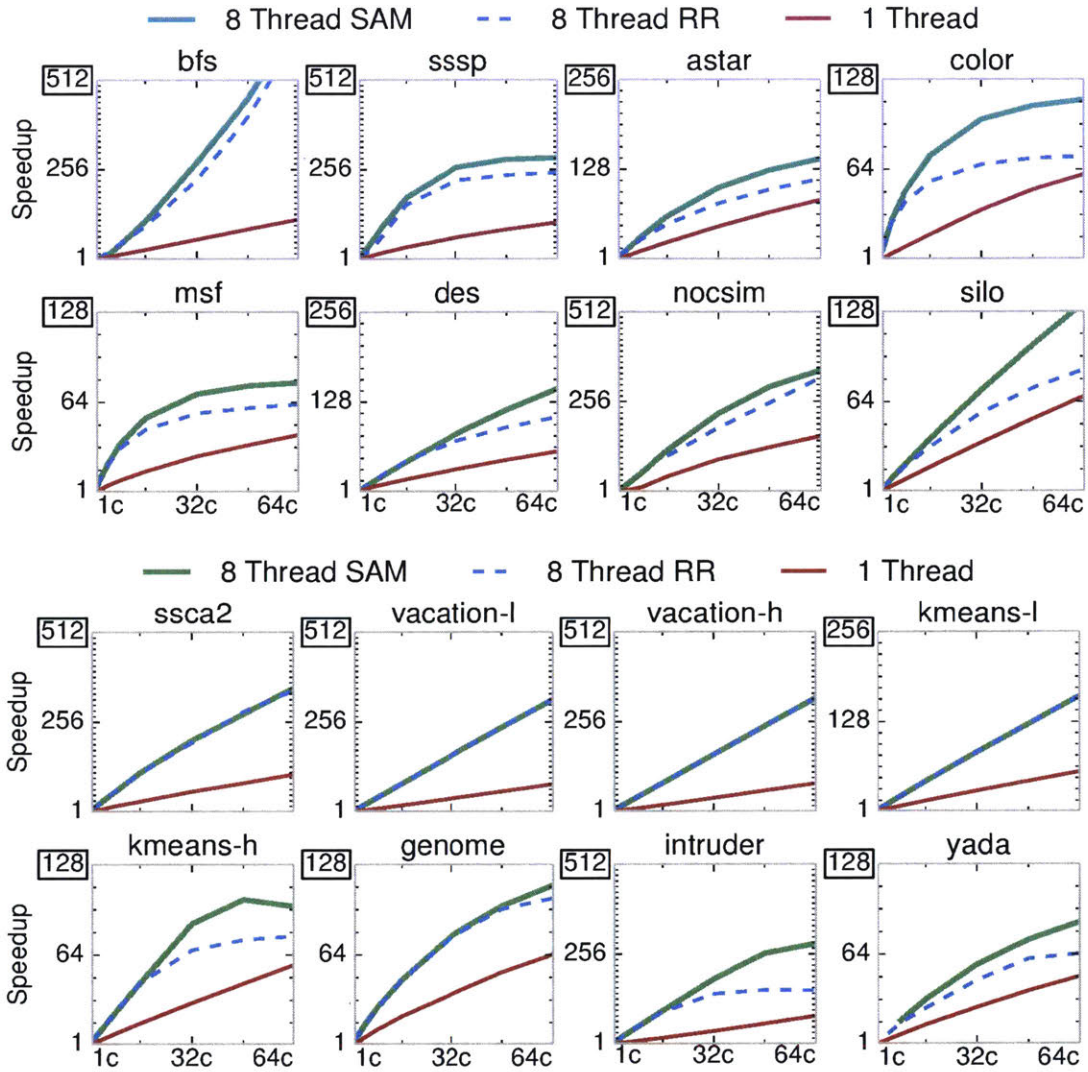 8 Thread SAM 8 Thread RR 1 Thread
bfs sssp astar color
512 512 256 128
Speedup
256 256 128 64
1 1 1 1
msf des nocsim silo
128 256 512 128
Speedup
64 128 256 64
1 1 1 1
1c 32c 64c 1c 32c 64c 1c 32c 64c 1c 32c 64c
8 Thread SAM 8 Thread RR 1 Thread
ssca2 vacation-l vacation-h kmeans-l
512 512 512 256
Speedup
256 256 256 128
1 1 1 1
kmeans-h genome intruder yada
128 128 512 128
Speedup
64 64 256 64
1 1 1 1
1c 32c 64c 1c 32c 64c 1c 32c 64c 1c 32c 64c